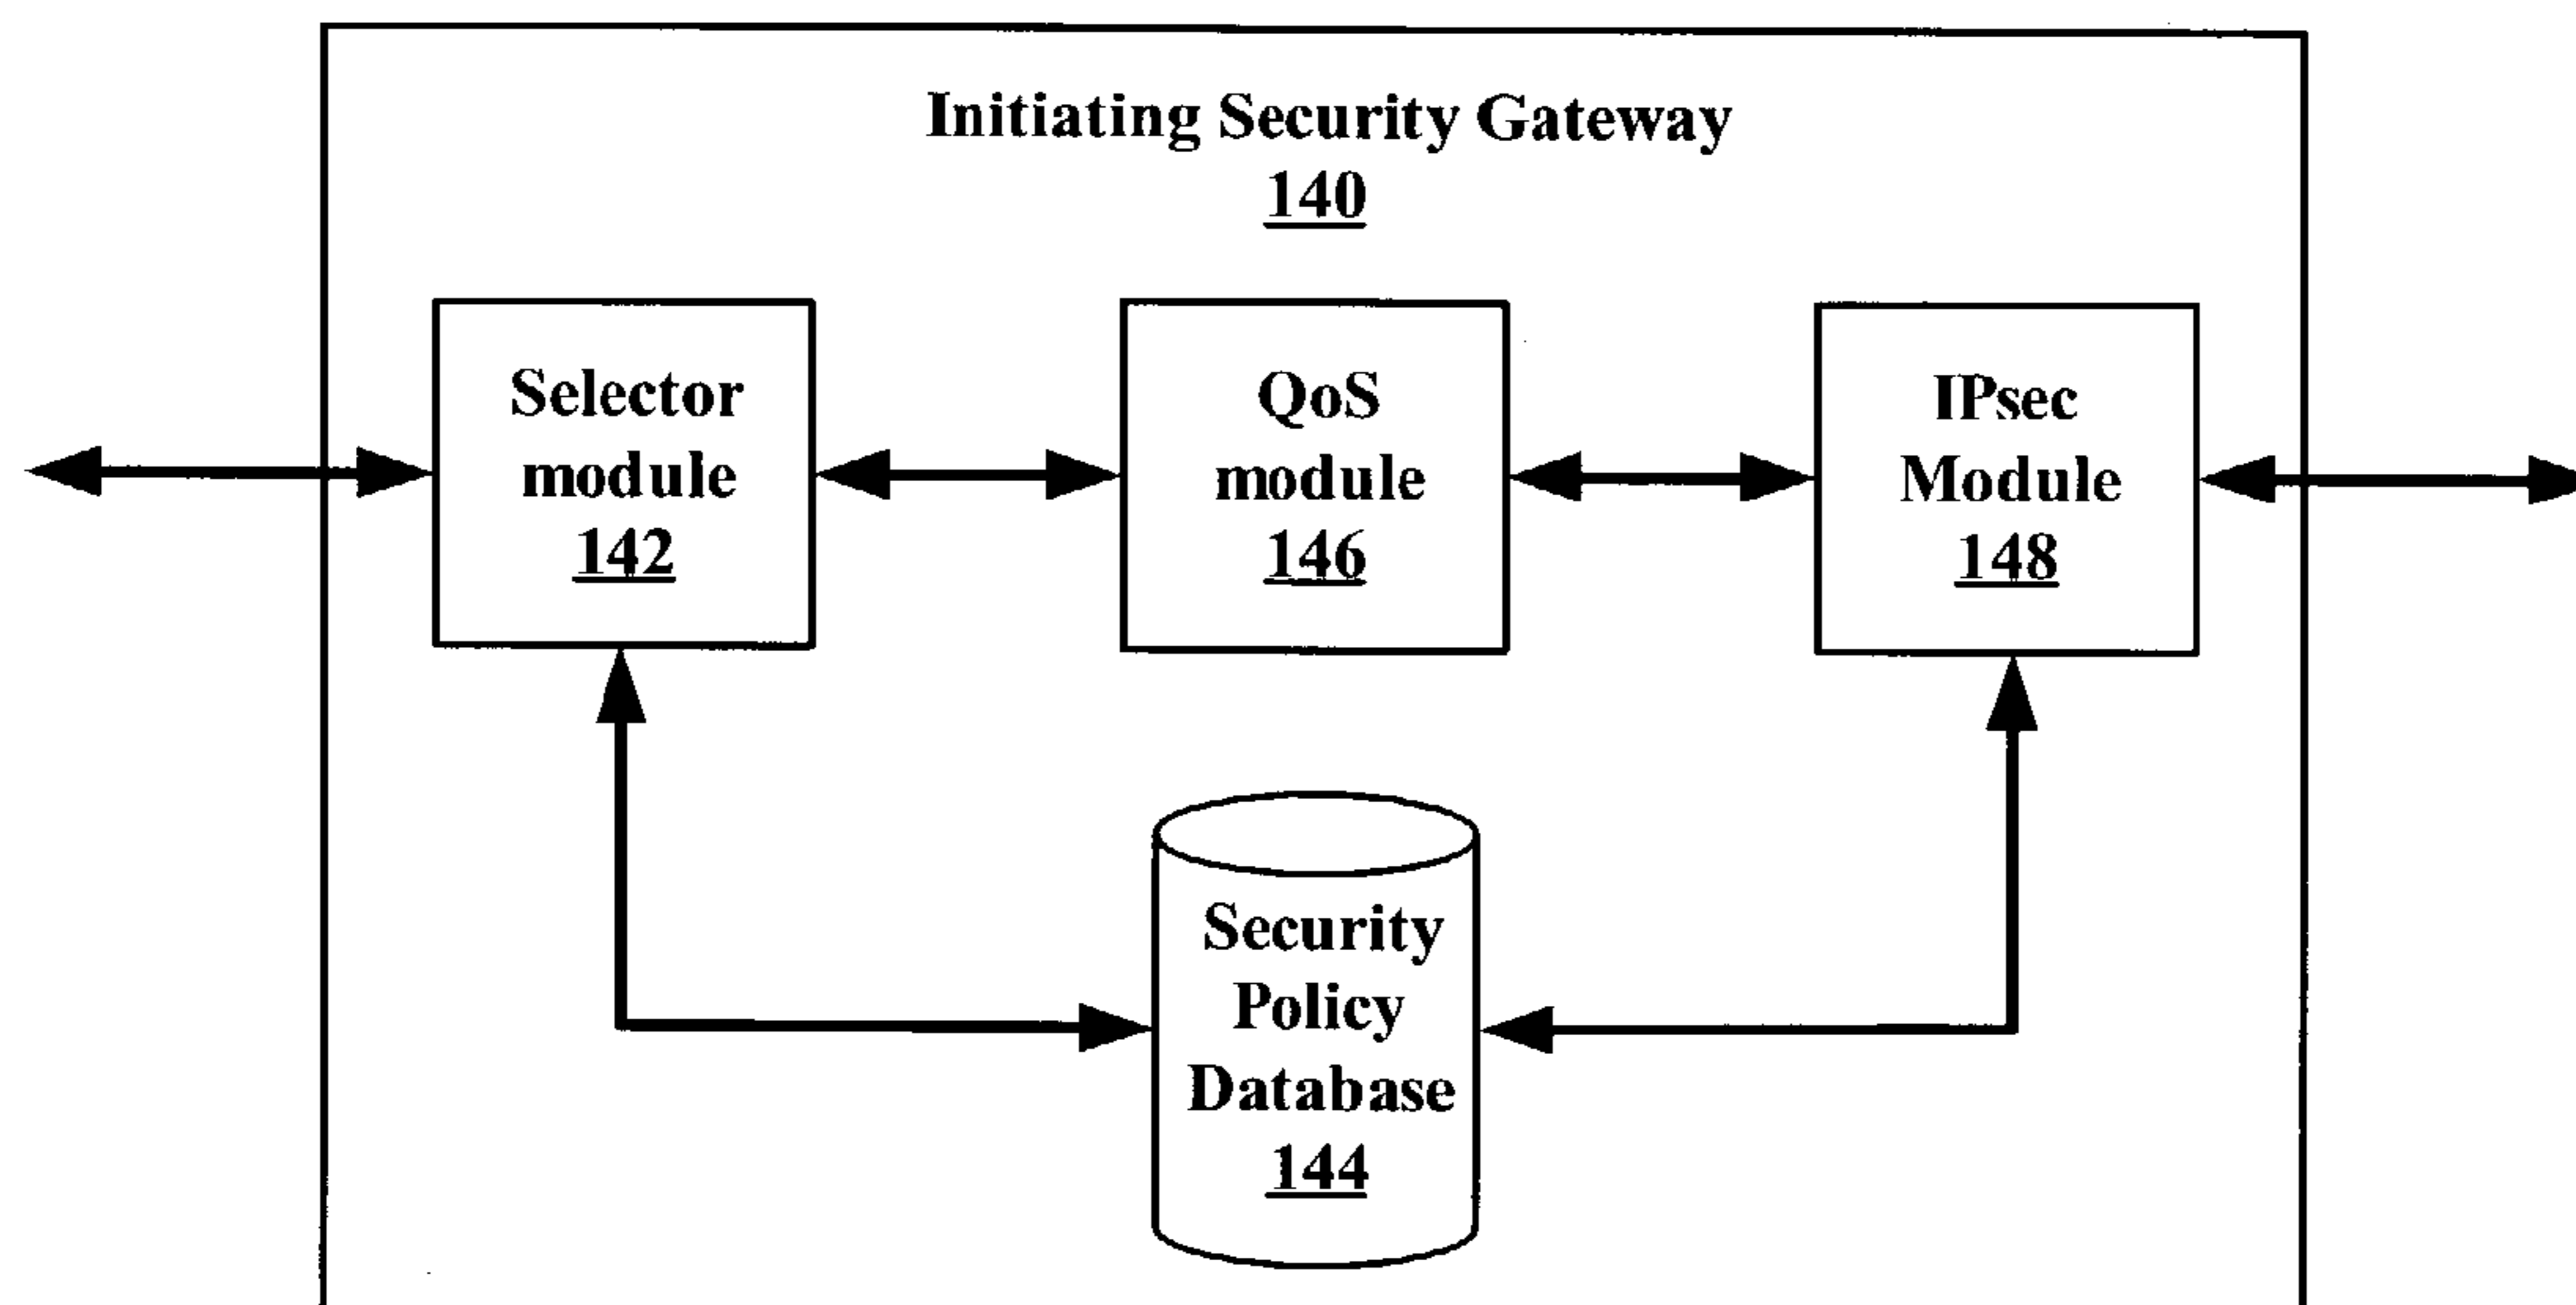 Initiating Security Gateway
140
Selector
module
142
QoS
module
146
IPsec
Module
148
Security
Policy
Database
144